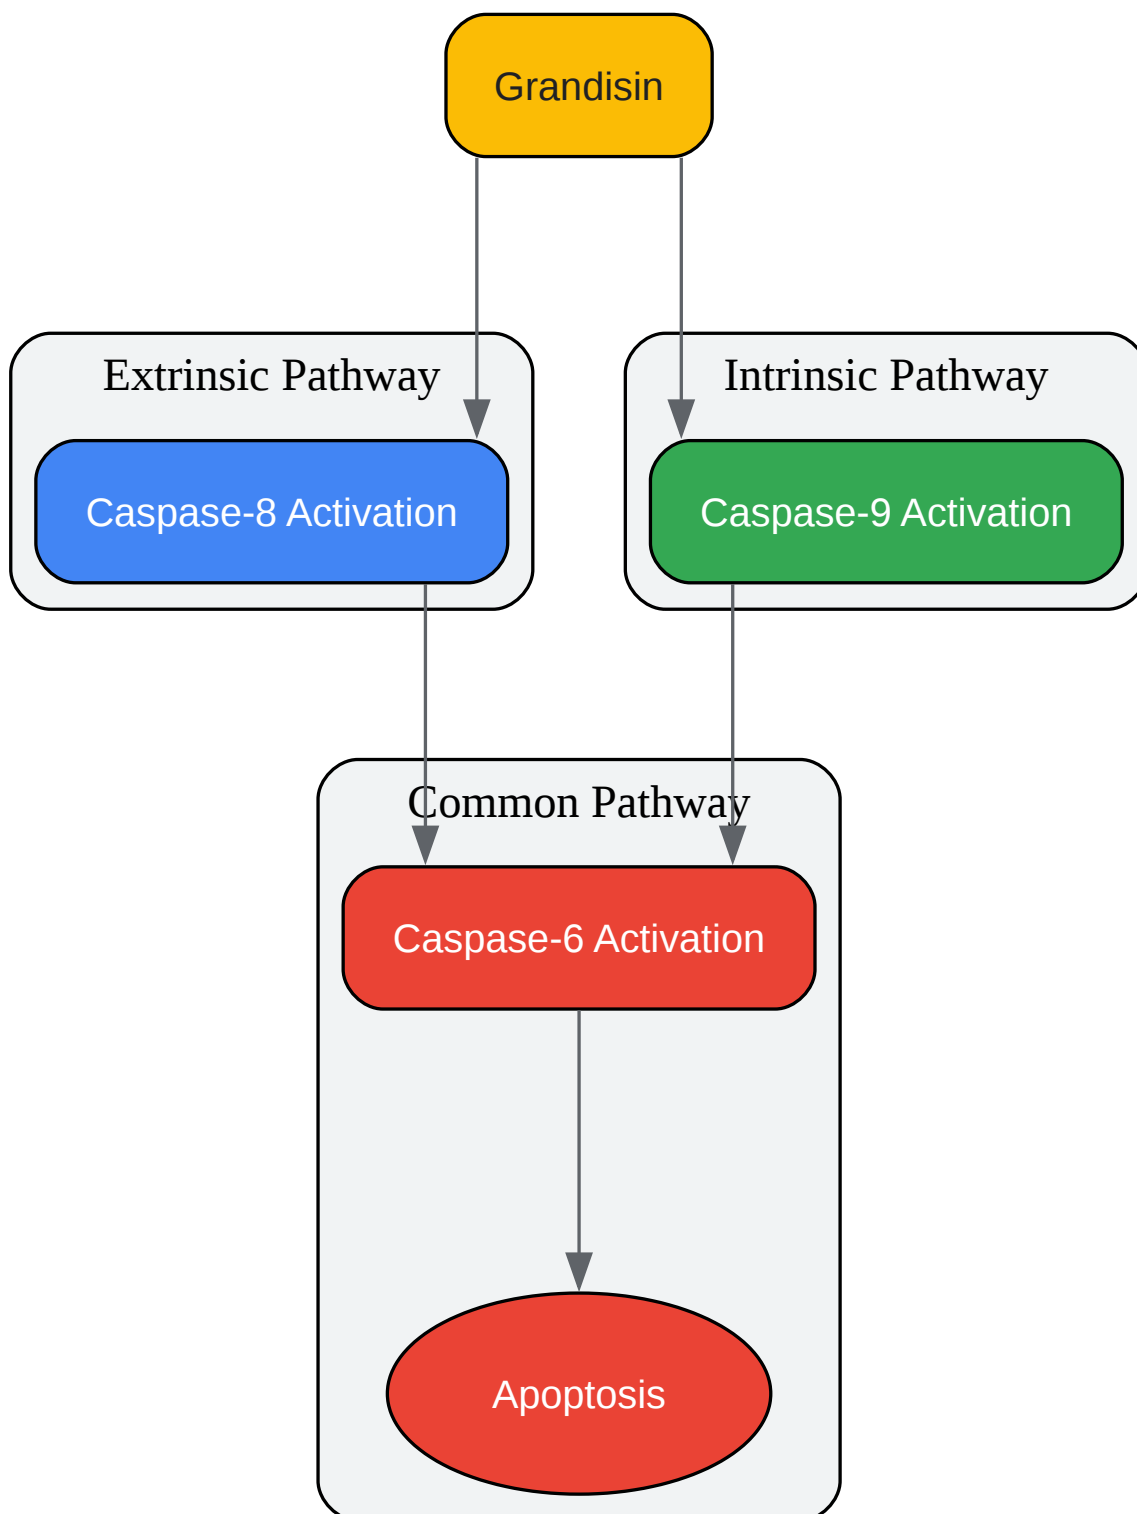 Grandisin
Extrinsic Pathway
Intrinsic Pathway
Caspase-8 Activation
Caspase-9 Activation
Common Pathway
Caspase-6 Activation
Apoptosis